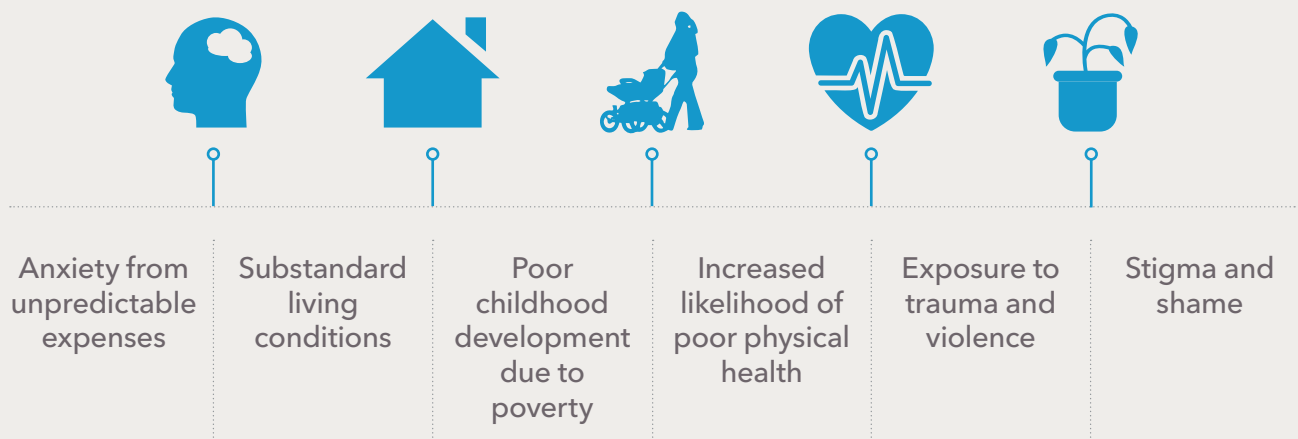 Anxiety from
unpredictable
expenses
Substandard
living
conditions
Poor
childhood
development
due to
poverty
Increased
likelihood of
poor physical
health
Exposure to
trauma and
violence
Stigma and
shame